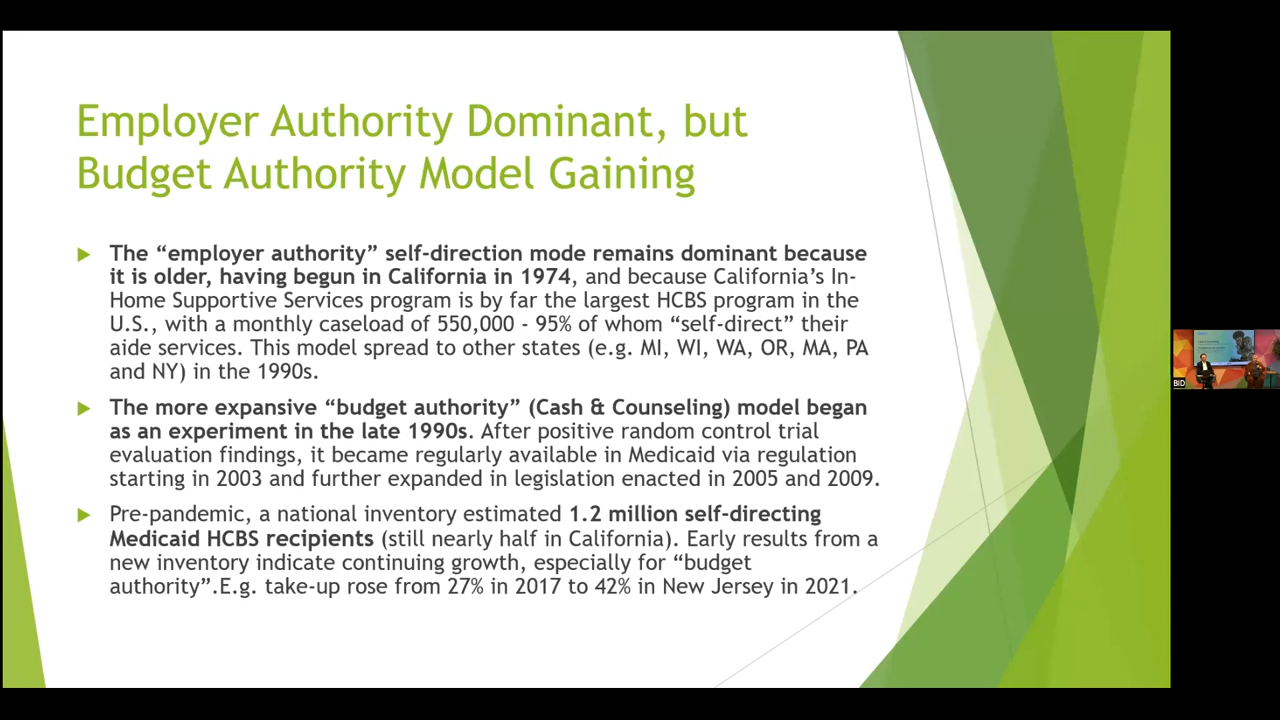 Employer Authority Dominant, but
Budget Authority Model Gaining
The “employer authority” self-direction mode remains dominant because
it is older, having begun in California in 1974, and because California’s In-
Home Supportive Services program is by far the largest HCBS program in the
U.S., with a monthly caseload of 550,000 - 95% of whom “self-direct” their
aide services. This model spread to other states (e.g. MI, WI, WA, OR, MA, PA
and NY) in the 1990s.
The more expansive “budget authority” (Cash & Counseling) model began
as an experiment in the late 1990s. After positive random control trial
evaluation findings, it became regularly available in Medicaid via regulation
starting in 2003 and further expanded in legislation enacted in 2005 and 2009.
Pre-pandemic, a national inventory estimated 1.2 million self-directing
Medicaid HCBS recipients (still nearly half in California). Early results from a
new inventory indicate continuing growth, especially for “budget
authority”.E.g. take-up rose from 27% in 2017 to 42% in New Jersey in 2021.
BID